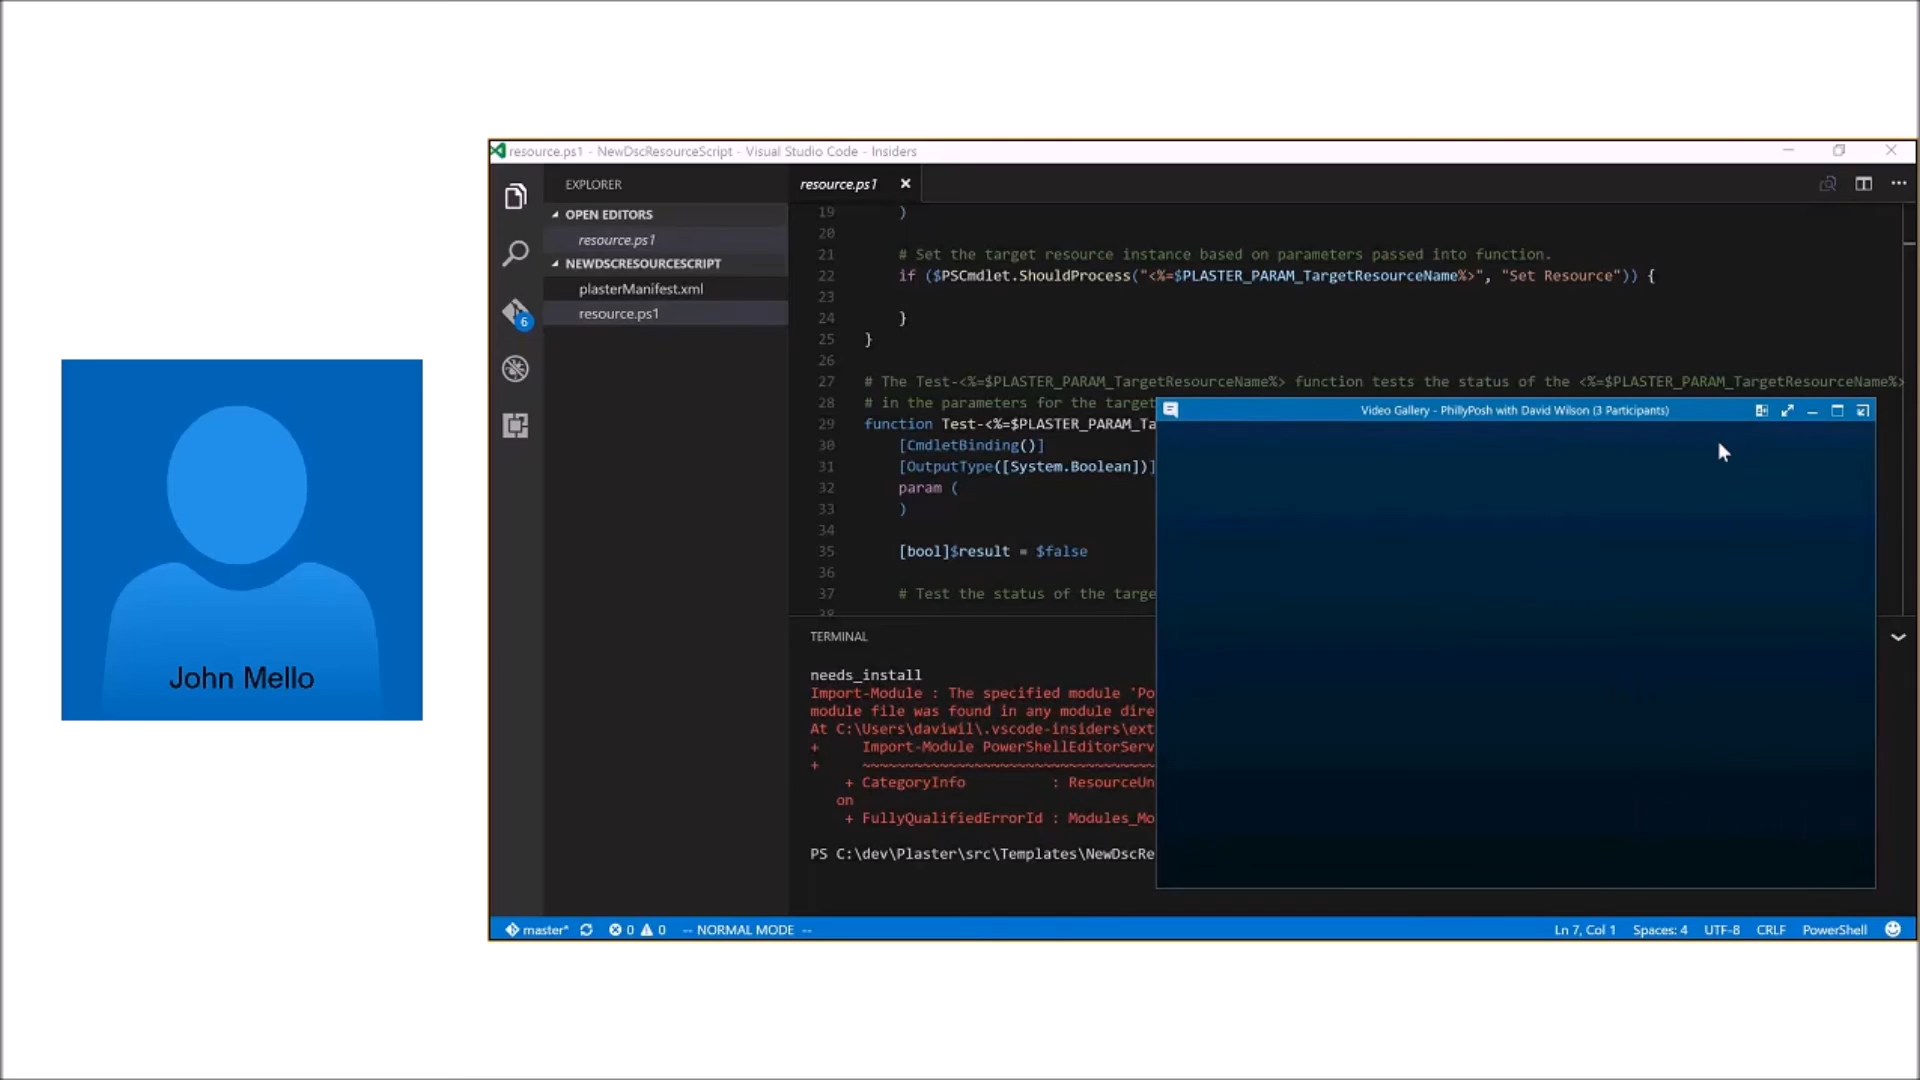 John Mello
resource.ps1 - NewDscResourceScript - Visual Studio Code - Insiders
EXPLORER
OPEN EDITORS
resource.ps1
NEWDSCRESOURCESCRIPT
plasterManifest.xml
resource.ps1
6
resource.ps1
19 )
20
21 # Set the target resource instance based on parameters passed into function.
22 if ($PSCmdlet.ShouldProcess("<%=$PLASTER_PARAM_TargetResourceName%>", "Set Resource")) {
23
24 }
25 }
26
27 # The Test-<%=$PLASTER_PARAM_TargetResourceName%> function tests the status of the <%=$PLASTER_PARAM_TargetResourceName%>
28 # in the parameters for the target
29 function Test-<%=$PLASTER_PARAM_Ta
30 [CmdletBinding()]
31 [OutputType([System.Boolean])]
32 param (
33 )
34
35 [bool]$result = $false
36
37 # Test the status of the targe
38
Video Gallery - PhillyPosh with David Wilson (3 Participants)
TERMINAL
needs_install
Import-Module : The specified module 'Po
module file was found in any module dire
At C:\Users\daviwil\.vscode-insiders\ext
+ Import-Module PowerShellEditorServ
+ ~~~~~~~~~~~~~~~~~~~~~~~~~~~~~~~~~~
+ CategoryInfo : ResourceUn
on
+ FullyQualifiedErrorId : Modules_Mo
PS C:\dev\Plaster\src\Templates\NewDscRe
master* 0 0 -- NORMAL MODE -- Ln 7, Col 1 Spaces: 4 UTF-8 CRLF PowerShell